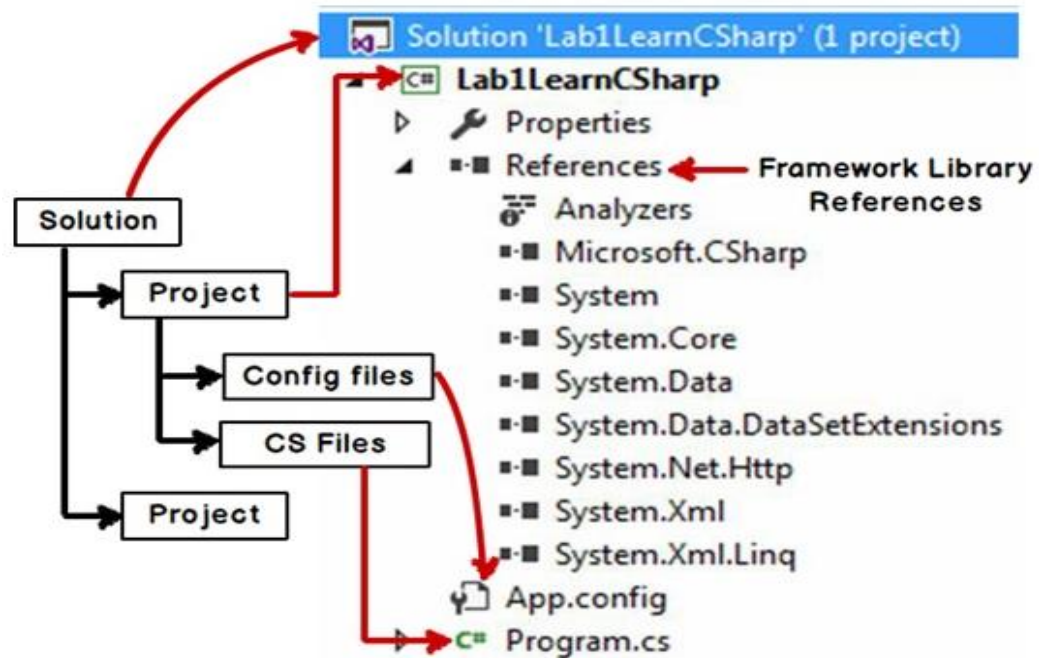 Solution 'Lab1LearnCSharp' (1 project)
C# Lab1LearnCSharp
Properties
References
Framework Library
References
Analyzers
Microsoft.CSharp
System
System.Core
System.Data
System.Data.DataSetExtensions
System.Net.Http
System.Xml
System.Xml.Linq
App.config
C# Program.cs
Solution
Project
Config files
CS Files
Project